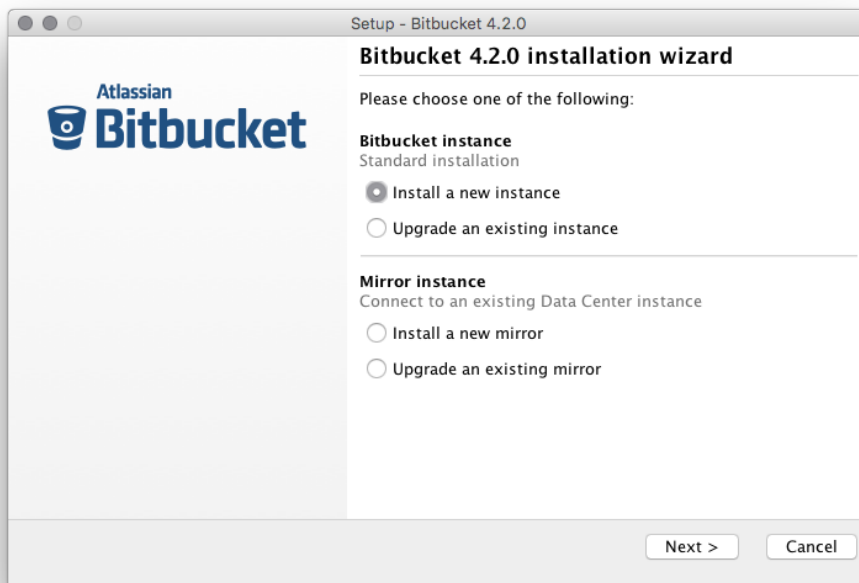 Setup - Bitbucket 4.2.0
Atlassian
Bitbucket
Bitbucket 4.2.0 installation wizard
Please choose one of the following:
Bitbucket instance
Standard installation
Install a new instance
Upgrade an existing instance
Mirror instance
Connect to an existing Data Center instance
Install a new mirror
Upgrade an existing mirror
Next >
Cancel